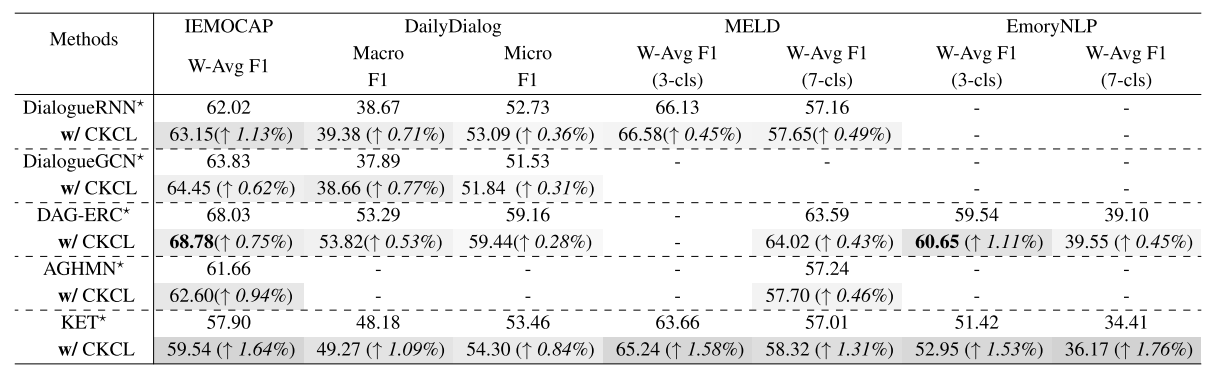 Methods IEMOCAP DailyDialog MELD EmoryNLP
W-Avg F1 Macro F1 Micro F1 W-Avg F1 (3-cls) W-Avg F1 (7-cls) W-Avg F1 (3-cls) W-Avg F1 (7-cls)
DialogueRNN⋆ 62.02 38.67 52.73 66.13 57.16 - -
w/ CKCL 63.15(↑ 1.13%) 39.38 (↑ 0.71%) 53.09 (↑ 0.36%) 66.58(↑ 0.45%) 57.65(↑ 0.49%) - -
DialogueGCN⋆ 63.83 37.89 51.53 - - - -
w/ CKCL 64.45 (↑ 0.62%) 38.66 (↑ 0.77%) 51.84 (↑ 0.31%) - - - -
DAG-ERC⋆ 68.03 53.29 59.16 - 63.59 59.54 39.10
w/ CKCL 68.78(↑ 0.75%) 53.82(↑ 0.53%) 59.44(↑ 0.28%) - 64.02 (↑ 0.43%) 60.65 (↑ 1.11%) 39.55 (↑ 0.45%)
AGHMN⋆ 61.66 - - - 57.24 - -
w/ CKCL 62.60(↑ 0.94%) - - - 57.70 (↑ 0.46%) - -
KET⋆ 57.90 48.18 53.46 63.66 57.01 51.42 34.41
w/ CKCL 59.54 (↑ 1.64%) 49.27 (↑ 1.09%) 54.30 (↑ 0.84%) 65.24 (↑ 1.58%) 58.32 (↑ 1.31%) 52.95 (↑ 1.53%) 36.17 (↑ 1.76%)